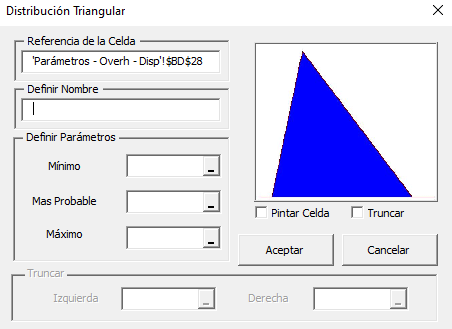 Distribución Triangular
Referencia de la Celda
'Parámetros - Overh - Disp'!$BD$28
Definir Nombre
Definir Parámetros
Mínimo
Mas Probable
Máximo
Pintar Celda
Truncar
Aceptar
Cancelar
Truncar
Izquierda
Derecha